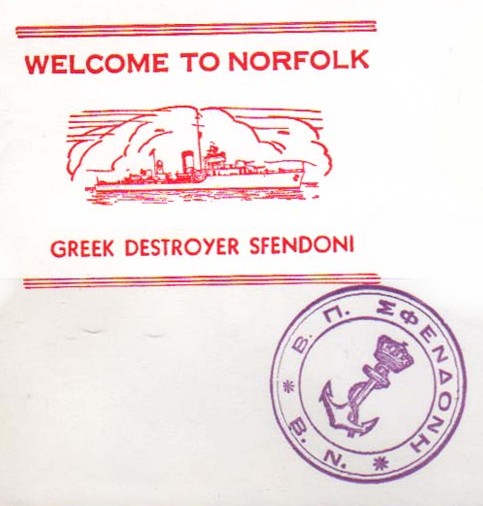 WELCOME TO NORFOLK
GREEK DESTROYER SFENDONI
Β. Π. ΣΦΕΝΔΟΝΗ
Β. Ν.